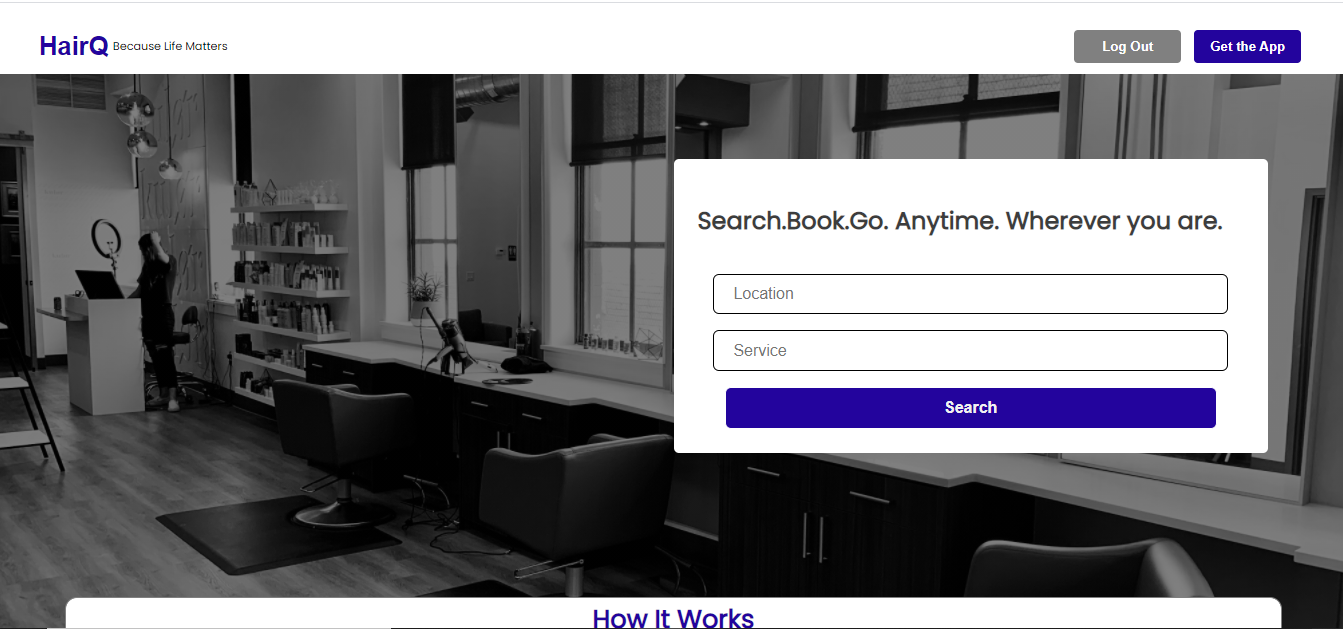 HairQ Because Life Matters
Log Out
Get the App
Search.Book.Go. Anytime. Wherever you are.
Location
Service
Search
How It Works